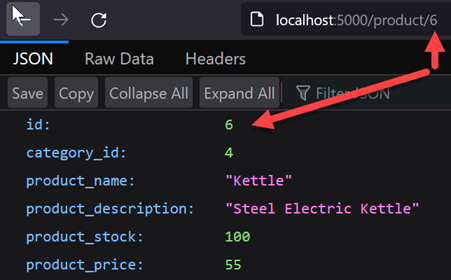 localhost:5000/product/6
JSON Raw Data Headers
Save Copy Collapse All Expand All Filter JSON
id: 6
category_id: 4
product_name: "Kettle"
product_description: "Steel Electric Kettle"
product_stock: 100
product_price: 55